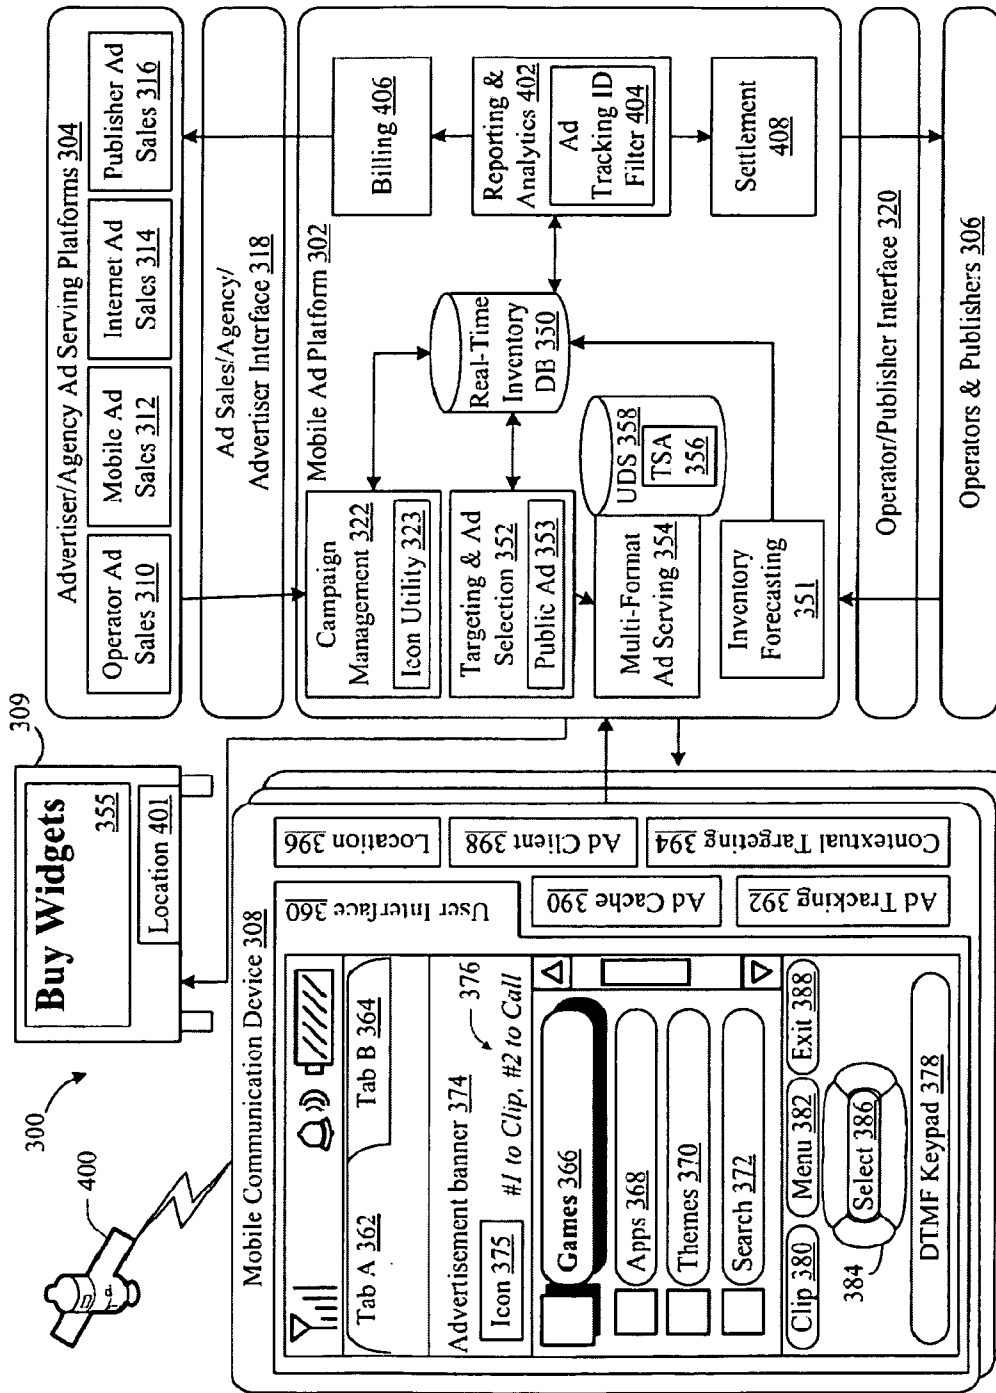 300
400
309
Buy Widgets
355
Location 401
Advertiser/Agency Ad Serving Platforms 304
Operator Ad
Sales 310
Mobile Ad
Sales 312
Internet Ad
Sales 314
Publisher Ad
Sales 316
Ad Sales/Agency/
Advertiser Interface 318
Mobile Ad Platform 302
Campaign
Management 322
Icon Utility 323
Targeting & Ad
Selection 352
Public Ad 353
Multi-Format
Ad Serving 354
UDS 358
TSA
356
Inventory
Forecasting
351
Real-Time
Inventory
DB 350
Billing 406
Reporting &
Analytics 402
Ad
Tracking ID
Filter 404
Settlement
408
Operator/Publisher Interface 320
Operators & Publishers 306
Mobile Communication Device 308
Tab A 362
Tab B 364
Advertisement banner 374
Icon 375
#1 to Clip, #2 to Call
376
Games 366
Apps 368
Themes 370
Search 372
Clip 380
Menu 382
Exit 388
Select 386
384
DTMF Keypad 378
User Interface 360
Ad Cache 390
Ad Tracking 392
Location 396
Ad Client 398
Contextual Targeting 394